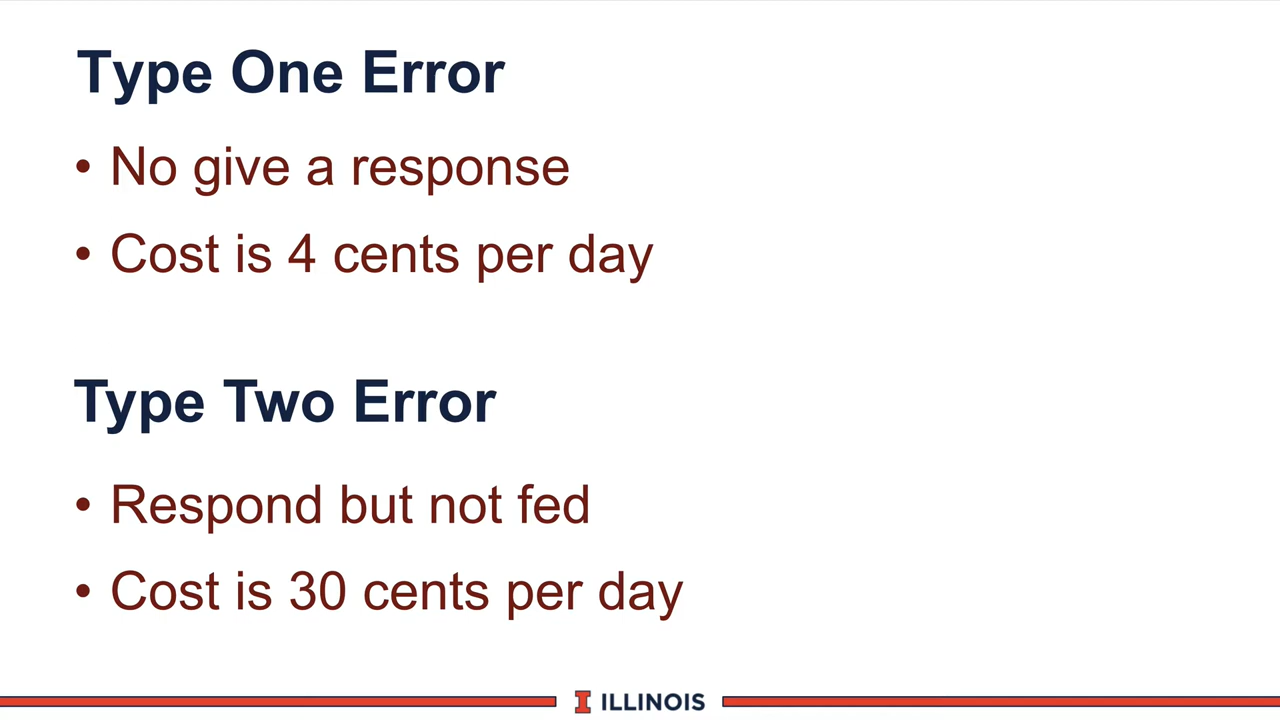 Type One Error
• No give a response
• Cost is 4 cents per day
Type Two Error
• Respond but not fed
• Cost is 30 cents per day
I ILLINOIS